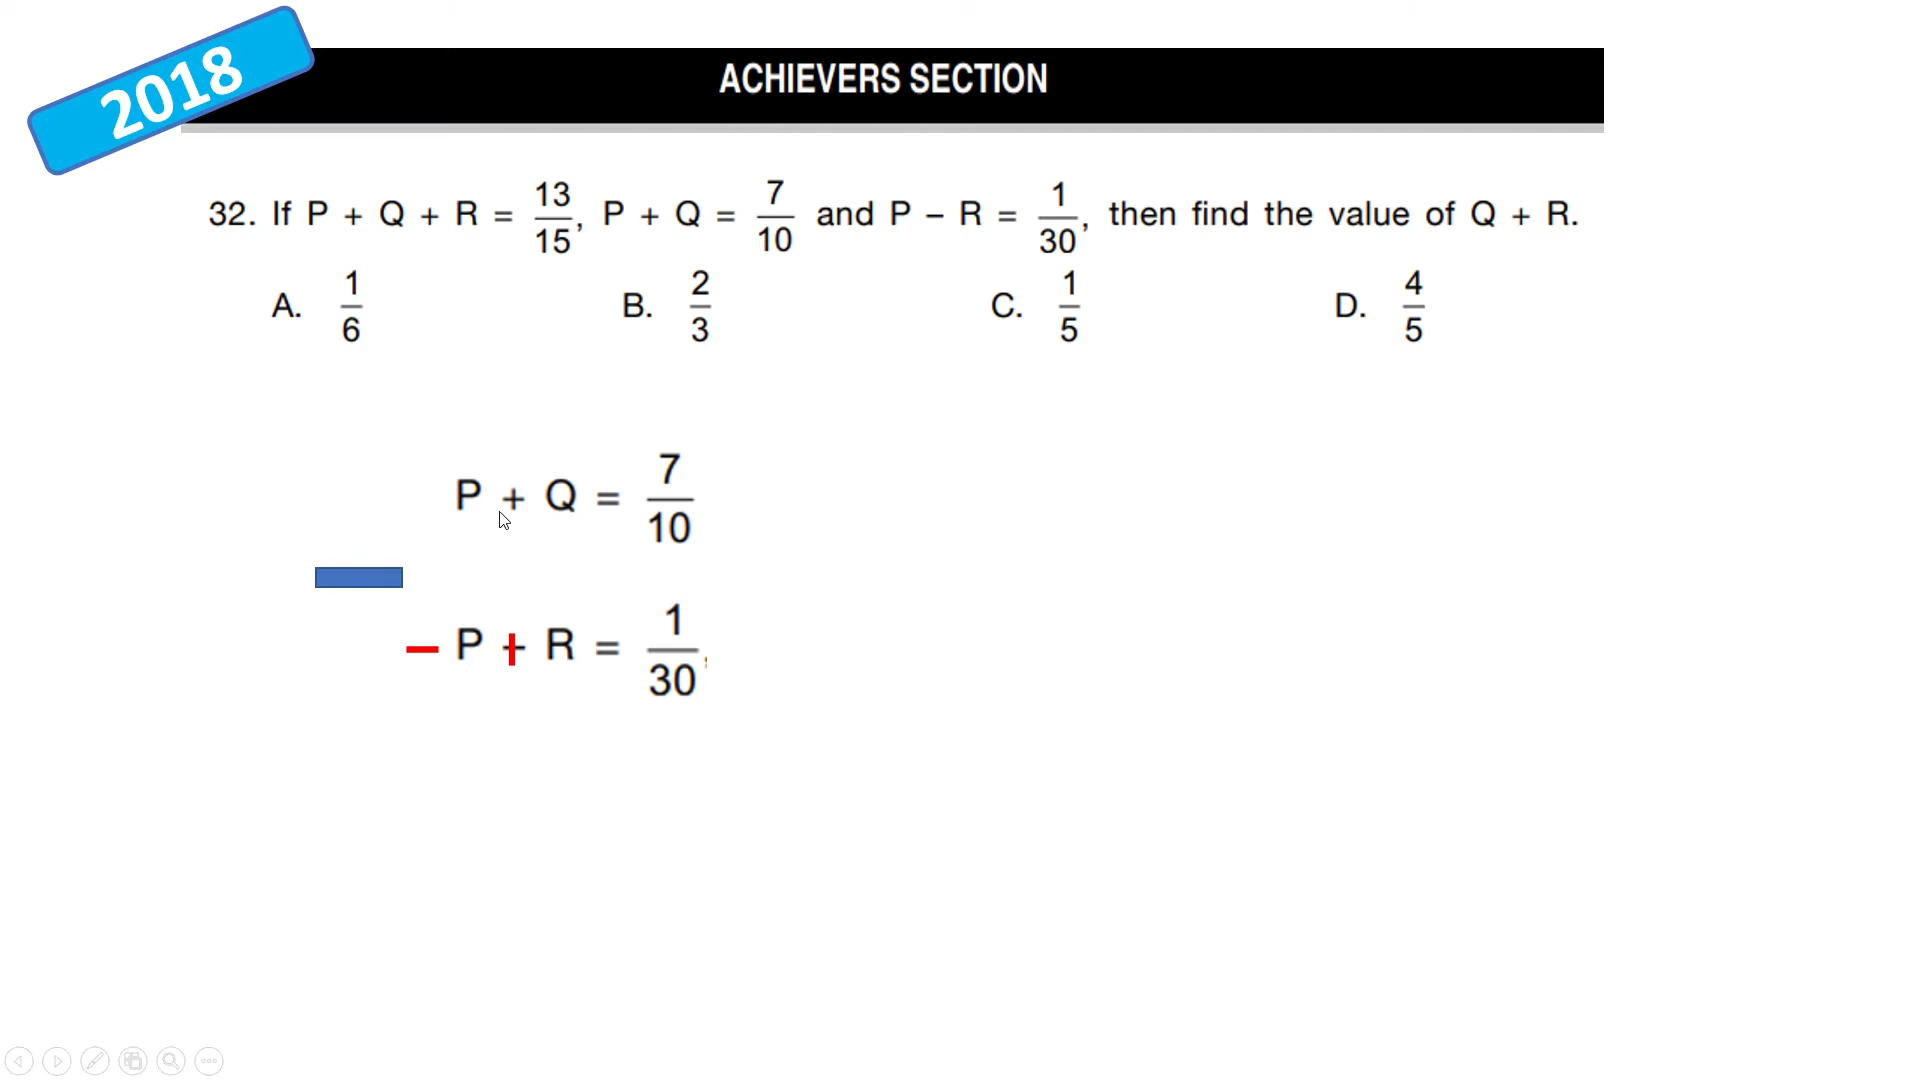 2018
ACHIEVERS SECTION
32. If P + Q + R = 13/15, P + Q = 7/10 and P − R = 1/30, then find the value of Q + R.
A. 1/6 B. 2/3 C. 1/5 D. 4/5
P + Q = 7/10
− P + R = 1/30,